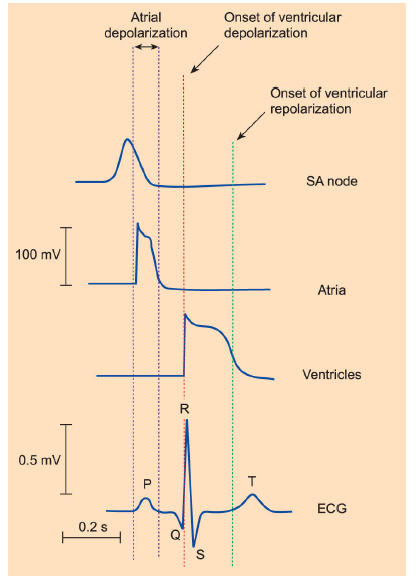 Atrial
depolarization
Onset of ventricular
depolarization
Onset of ventricular
repolarization
SA node
100 mV
Atria
Ventricles
R
0.5 mV
P
T
ECG
Q
S
0.2 s